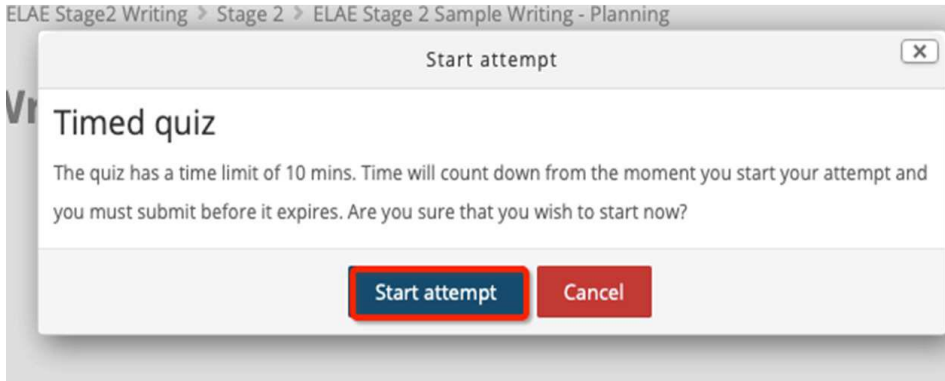 ELAE Stage2 Writing > Stage 2 > ELAE Stage 2 Sample Writing - Planning
Start attempt
X
Timed quiz
The quiz has a time limit of 10 mins. Time will count down from the moment you start your attempt and
you must submit before it expires. Are you sure that you wish to start now?
Start attempt Cancel